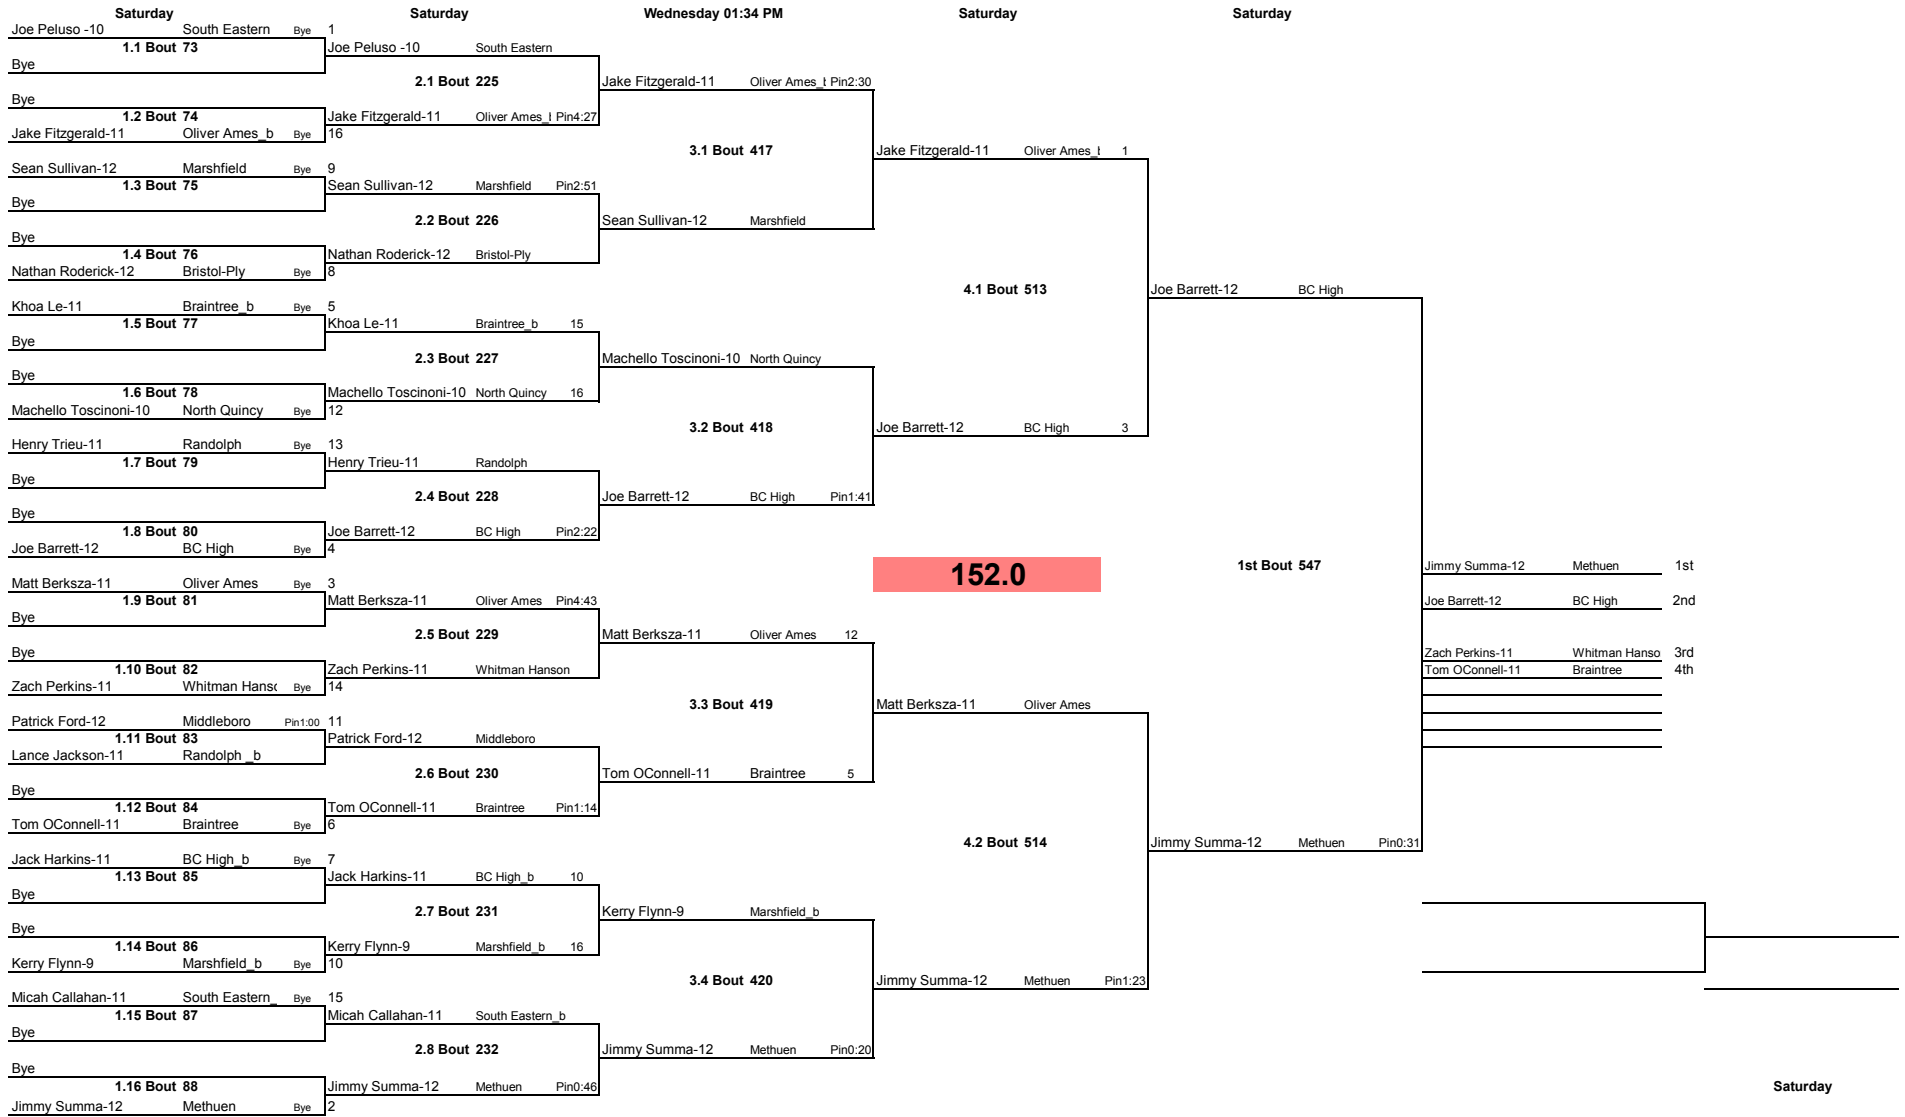 Saturday Saturday Wednesday 01:34 PM Saturday Saturday
Joe Peluso -10 South Eastern Bye 1
1.1 Bout 73 Joe Peluso -10 South Eastern
Bye
2.1 Bout 225 Jake Fitzgerald-11 Oliver Ames_b Pin2:30
Bye
1.2 Bout 74 Jake Fitzgerald-11 Oliver Ames_b Pin4:27
Jake Fitzgerald-11 Oliver Ames_b Bye 16
3.1 Bout 417 Jake Fitzgerald-11 Oliver Ames_b 1
Sean Sullivan-12 Marshfield Bye 9
1.3 Bout 75 Sean Sullivan-12 Marshfield Pin2:51
Bye
2.2 Bout 226 Sean Sullivan-12 Marshfield
Bye
1.4 Bout 76 Nathan Roderick-12 Bristol-Ply
Nathan Roderick-12 Bristol-Ply Bye 8
4.1 Bout 513 Joe Barrett-12 BC High
Khoa Le-11 Braintree_b Bye 5
1.5 Bout 77 Khoa Le-11 Braintree_b 15
Bye
2.3 Bout 227 Machello Toscinoni-10 North Quincy
Bye
1.6 Bout 78 Machello Toscinoni-10 North Quincy 16
Machello Toscinoni-10 North Quincy Bye 12
3.2 Bout 418 Joe Barrett-12 BC High 3
Henry Trieu-11 Randolph Bye 13
1.7 Bout 79 Henry Trieu-11 Randolph
Bye
2.4 Bout 228 Joe Barrett-12 BC High Pin1:41
Bye
1.8 Bout 80 Joe Barrett-12 BC High Pin2:22
Joe Barrett-12 BC High Bye 4
152.0 1st Bout 547 Jimmy Summa-12 Methuen 1st
Matt Berksza-11 Oliver Ames Bye 3
1.9 Bout 81 Matt Berksza-11 Oliver Ames Pin4:43 Joe Barrett-12 BC High 2nd
Bye
2.5 Bout 229 Matt Berksza-11 Oliver Ames 12
Bye Zach Perkins-11 Whitman Hanso 3rd
1.10 Bout 82 Zach Perkins-11 Whitman Hanson Tom OConnell-11 Braintree 4th
Zach Perkins-11 Whitman Hansc Bye 14
3.3 Bout 419 Matt Berksza-11 Oliver Ames
Patrick Ford-12 Middleboro Pin1:00 11
1.11 Bout 83 Patrick Ford-12 Middleboro
Lance Jackson-11 Randolph _b
2.6 Bout 230 Tom OConnell-11 Braintree 5
Bye
1.12 Bout 84 Tom OConnell-11 Braintree Pin1:14
Tom OConnell-11 Braintree Bye 6
4.2 Bout 514 Jimmy Summa-12 Methuen Pin0:31
Jack Harkins-11 BC High_b Bye 7
1.13 Bout 85 Jack Harkins-11 BC High_b 10
Bye
2.7 Bout 231 Kerry Flynn-9 Marshfield_b
Bye
1.14 Bout 86 Kerry Flynn-9 Marshfield_b 16
Kerry Flynn-9 Marshfield_b Bye 10
3.4 Bout 420 Jimmy Summa-12 Methuen Pin1:23
Micah Callahan-11 South Eastern_ Bye 15
1.15 Bout 87 Micah Callahan-11 South Eastern_b
Bye
2.8 Bout 232 Jimmy Summa-12 Methuen Pin0:20
Bye
1.16 Bout 88 Jimmy Summa-12 Methuen Pin0:46 Saturday
Jimmy Summa-12 Methuen Bye 2